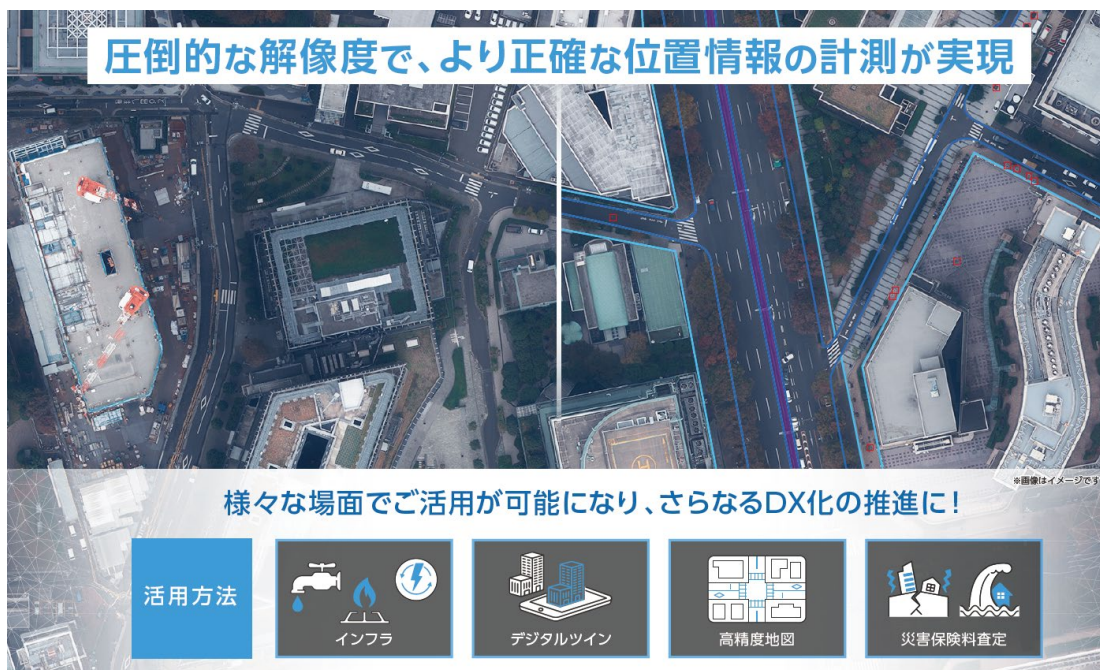 圧倒的な解像度で、より正確な位置情報の計測が実現
※画像はイメージです
様々な場面でご活用が可能になり、さらなるDX化の推進に！
活用方法
インフラ
デジタルツイン
高精度地図
災害保険料査定